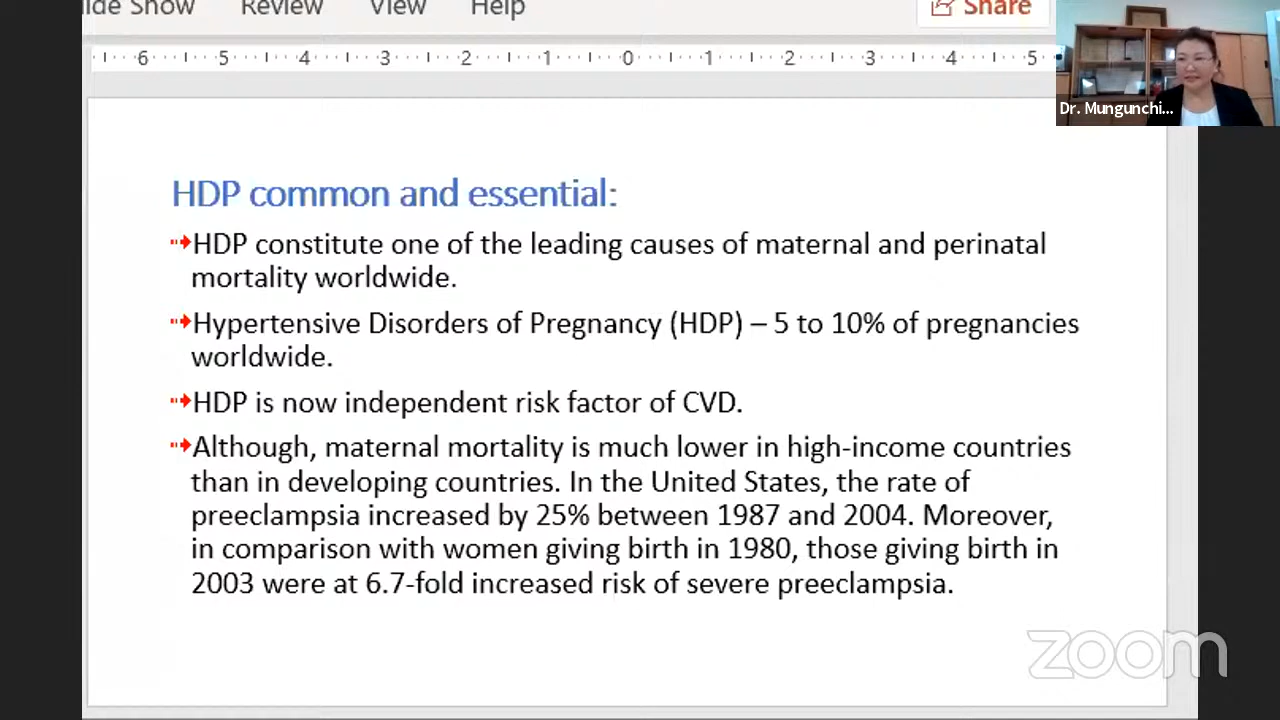 ide Show Review View Help Share
6 5 4 3 2 1 0 1 2 3 4 5
Dr. Mungunchi...
HDP common and essential:
HDP constitute one of the leading causes of maternal and perinatal
mortality worldwide.
Hypertensive Disorders of Pregnancy (HDP) – 5 to 10% of pregnancies
worldwide.
HDP is now independent risk factor of CVD.
Although, maternal mortality is much lower in high-income countries
than in developing countries. In the United States, the rate of
preeclampsia increased by 25% between 1987 and 2004. Moreover,
in comparison with women giving birth in 1980, those giving birth in
2003 were at 6.7-fold increased risk of severe preeclampsia.
zoom